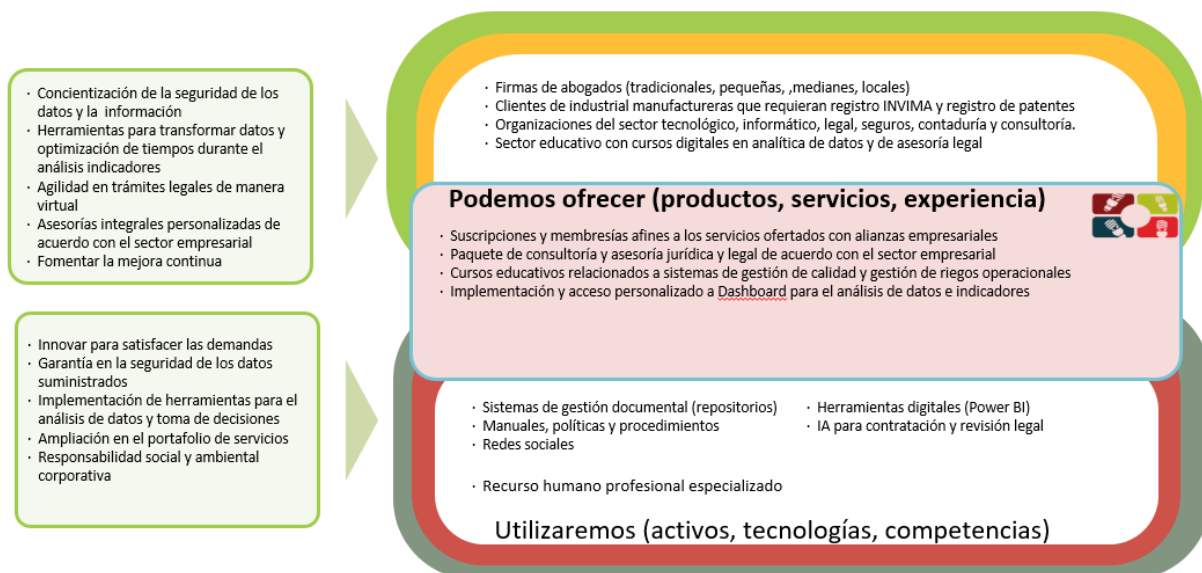 · Concientización de la seguridad de los
datos y la información
· Herramientas para transformar datos y
optimización de tiempos durante el
análisis indicadores
· Agilidad en trámites legales de manera
virtual
· Asesorías integrales personalizadas de
acuerdo con el sector empresarial
· Fomentar la mejora continua
· Innovar para satisfacer las demandas
· Garantía en la seguridad de los datos
suministrados
· Implementación de herramientas para el
análisis de datos y toma de decisiones
· Ampliación en el portafolio de servicios
· Responsabilidad social y ambiental
corporativa
· Firmas de abogados (tradicionales, pequeñas, ,medianes, locales)
· Clientes de industrial manufactureras que requieran registro INVIMA y registro de patentes
· Organizaciones del sector tecnológico, informático, legal, seguros, contaduría y consultoría.
· Sector educativo con cursos digitales en analítica de datos y de asesoría legal
Podemos ofrecer (productos, servicios, experiencia)
· Suscripciones y membresías afines a los servicios ofertados con alianzas empresariales
· Paquete de consultoría y asesoría jurídica y legal de acuerdo con el sector empresarial
· Cursos educativos relacionados a sistemas de gestión de calidad y gestión de riegos operacionales
· Implementación y acceso personalizado a Dashboard para el análisis de datos e indicadores
· Sistemas de gestión documental (repositorios)
· Manuales, políticas y procedimientos
· Redes sociales
· Herramientas digitales (Power BI)
· IA para contratación y revisión legal
· Recurso humano profesional especializado
Utilizaremos (activos, tecnologías, competencias)